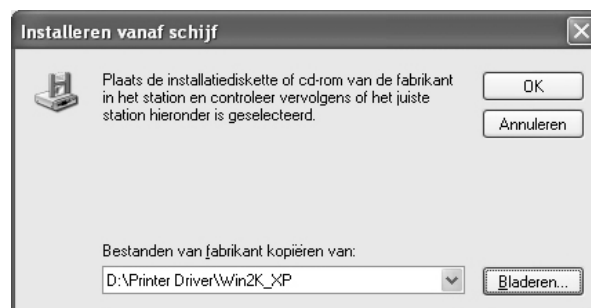 Installeren vanaf schijf
Plaats de installatiediskette of cd-rom van de fabrikant
in het station en controleer vervolgens of het juiste
station hieronder is geselecteerd.
OK
Annuleren
Bestanden van fabrikant kopiëren van:
D:\Printer Driver\Win2K_XP
Bladeren...